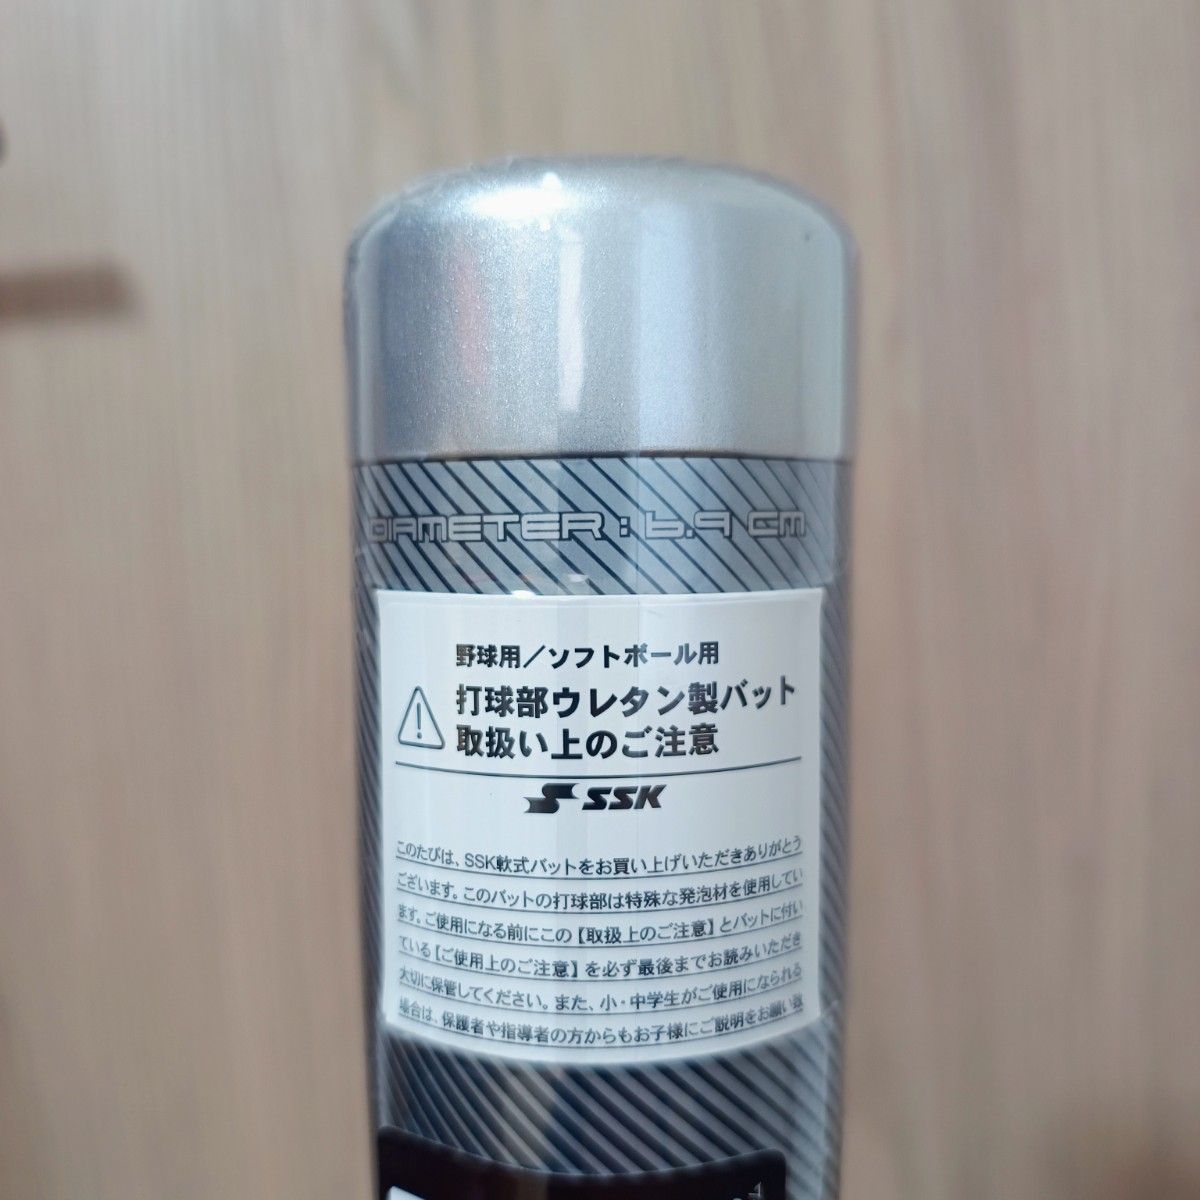 DIAMETER : 6.9 CM
野球用／ソフトボール用
打球部ウレタン製バット
取扱い上のご注意
SSK
このたびは、SSK軟式バットをお買い上げいただきありがとう
ございます。このバットの打球部は特殊な発泡材を使用してい
ます。ご使用になる前にこの【取扱上のご注意】とバットに付い
ている【ご使用上のご注意】を必ず最後までお読みいただき
大切に保管してください。また、小・中学生がご使用になられる
場合は、保護者や指導者の方からもお子様にご説明をお願い致